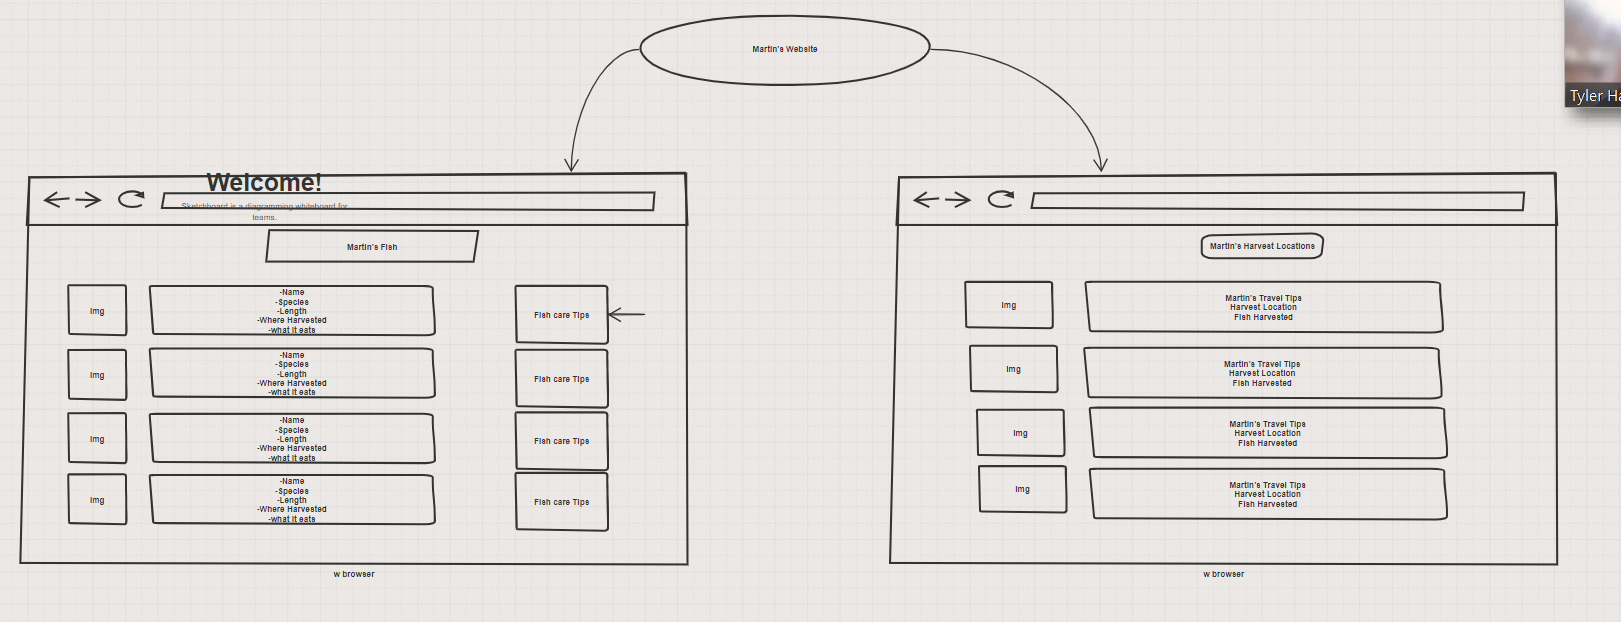 Martin's Website
Tyler Ha
Welcome!
Sketchboard is a diagramming whiteboard for
teams.
Martin's Fish
Img
-Name
-Species
-Length
-Where Harvested
-what it eats
Fish care Tips
Img
-Name
-Species
-Length
-Where Harvested
-what it eats
Fish care Tips
Img
-Name
-Species
-Length
-Where Harvested
-what it eats
Fish care Tips
Img
-Name
-Species
-Length
-Where Harvested
-what it eats
Fish care Tips
w browser
Martin's Harvest Locations
Img
Martin's Travel Tips
Harvest Location
Fish Harvested
Img
Martin's Travel Tips
Harvest Location
Fish Harvested
Img
Martin's Travel Tips
Harvest Location
Fish Harvested
Img
Martin's Travel Tips
Harvest Location
Fish Harvested
w browser